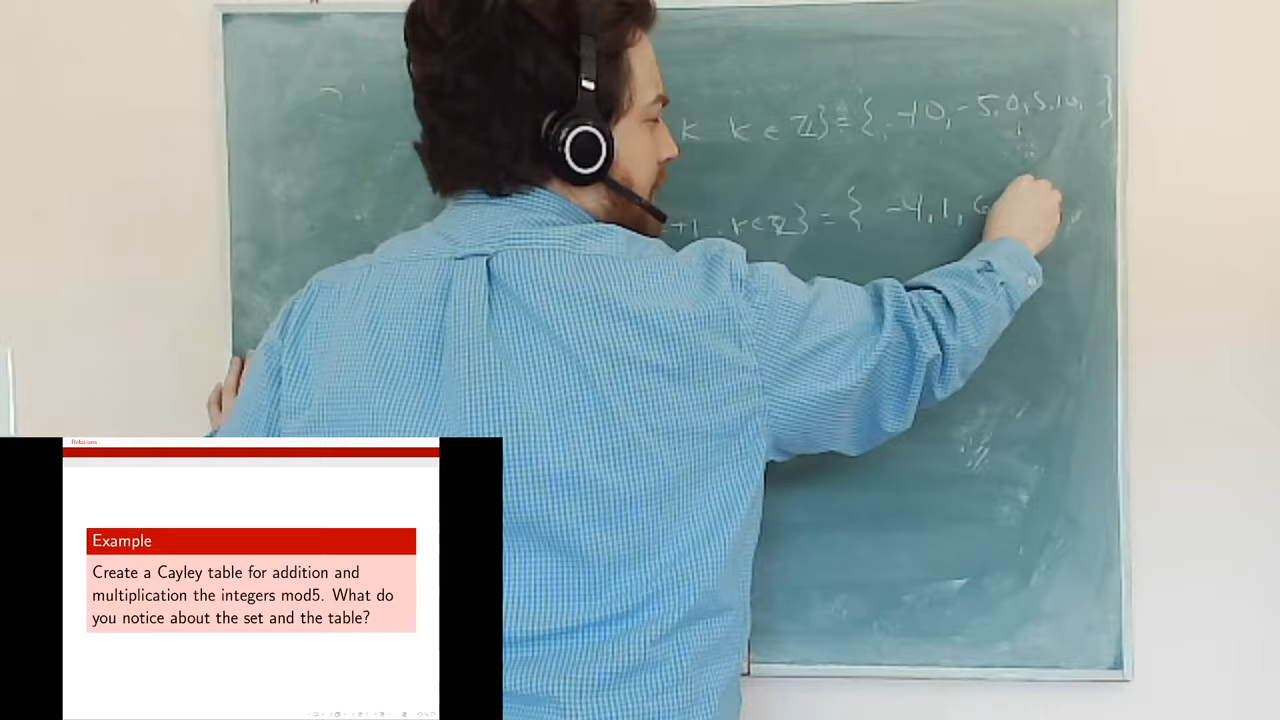 k k ∈ ℤ} = { -10, -5, 0, 5, 10, }
+1, k ∈ ℤ} = { -4, 1, 6
Relations
Example
Create a Cayley table for addition and
multiplication the integers mod5. What do
you notice about the set and the table?